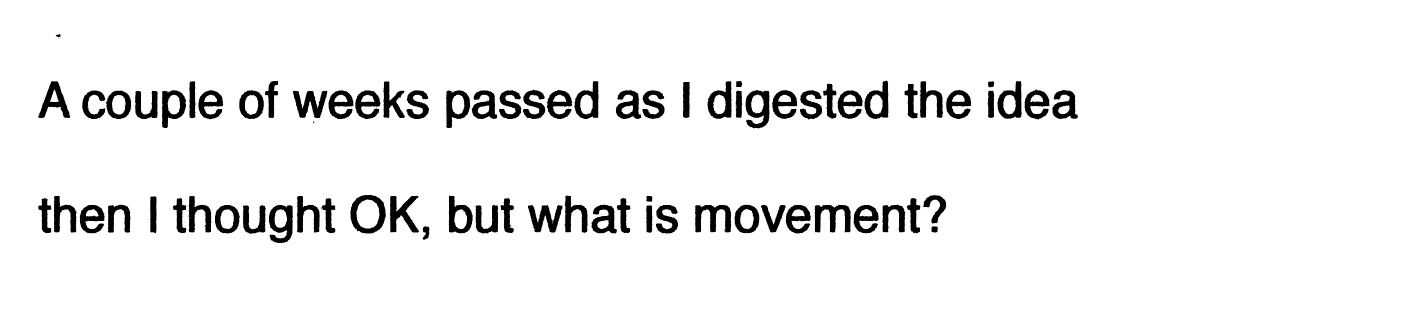 A couple of weeks passed as I digested the idea
then I thought OK, but what is movement?